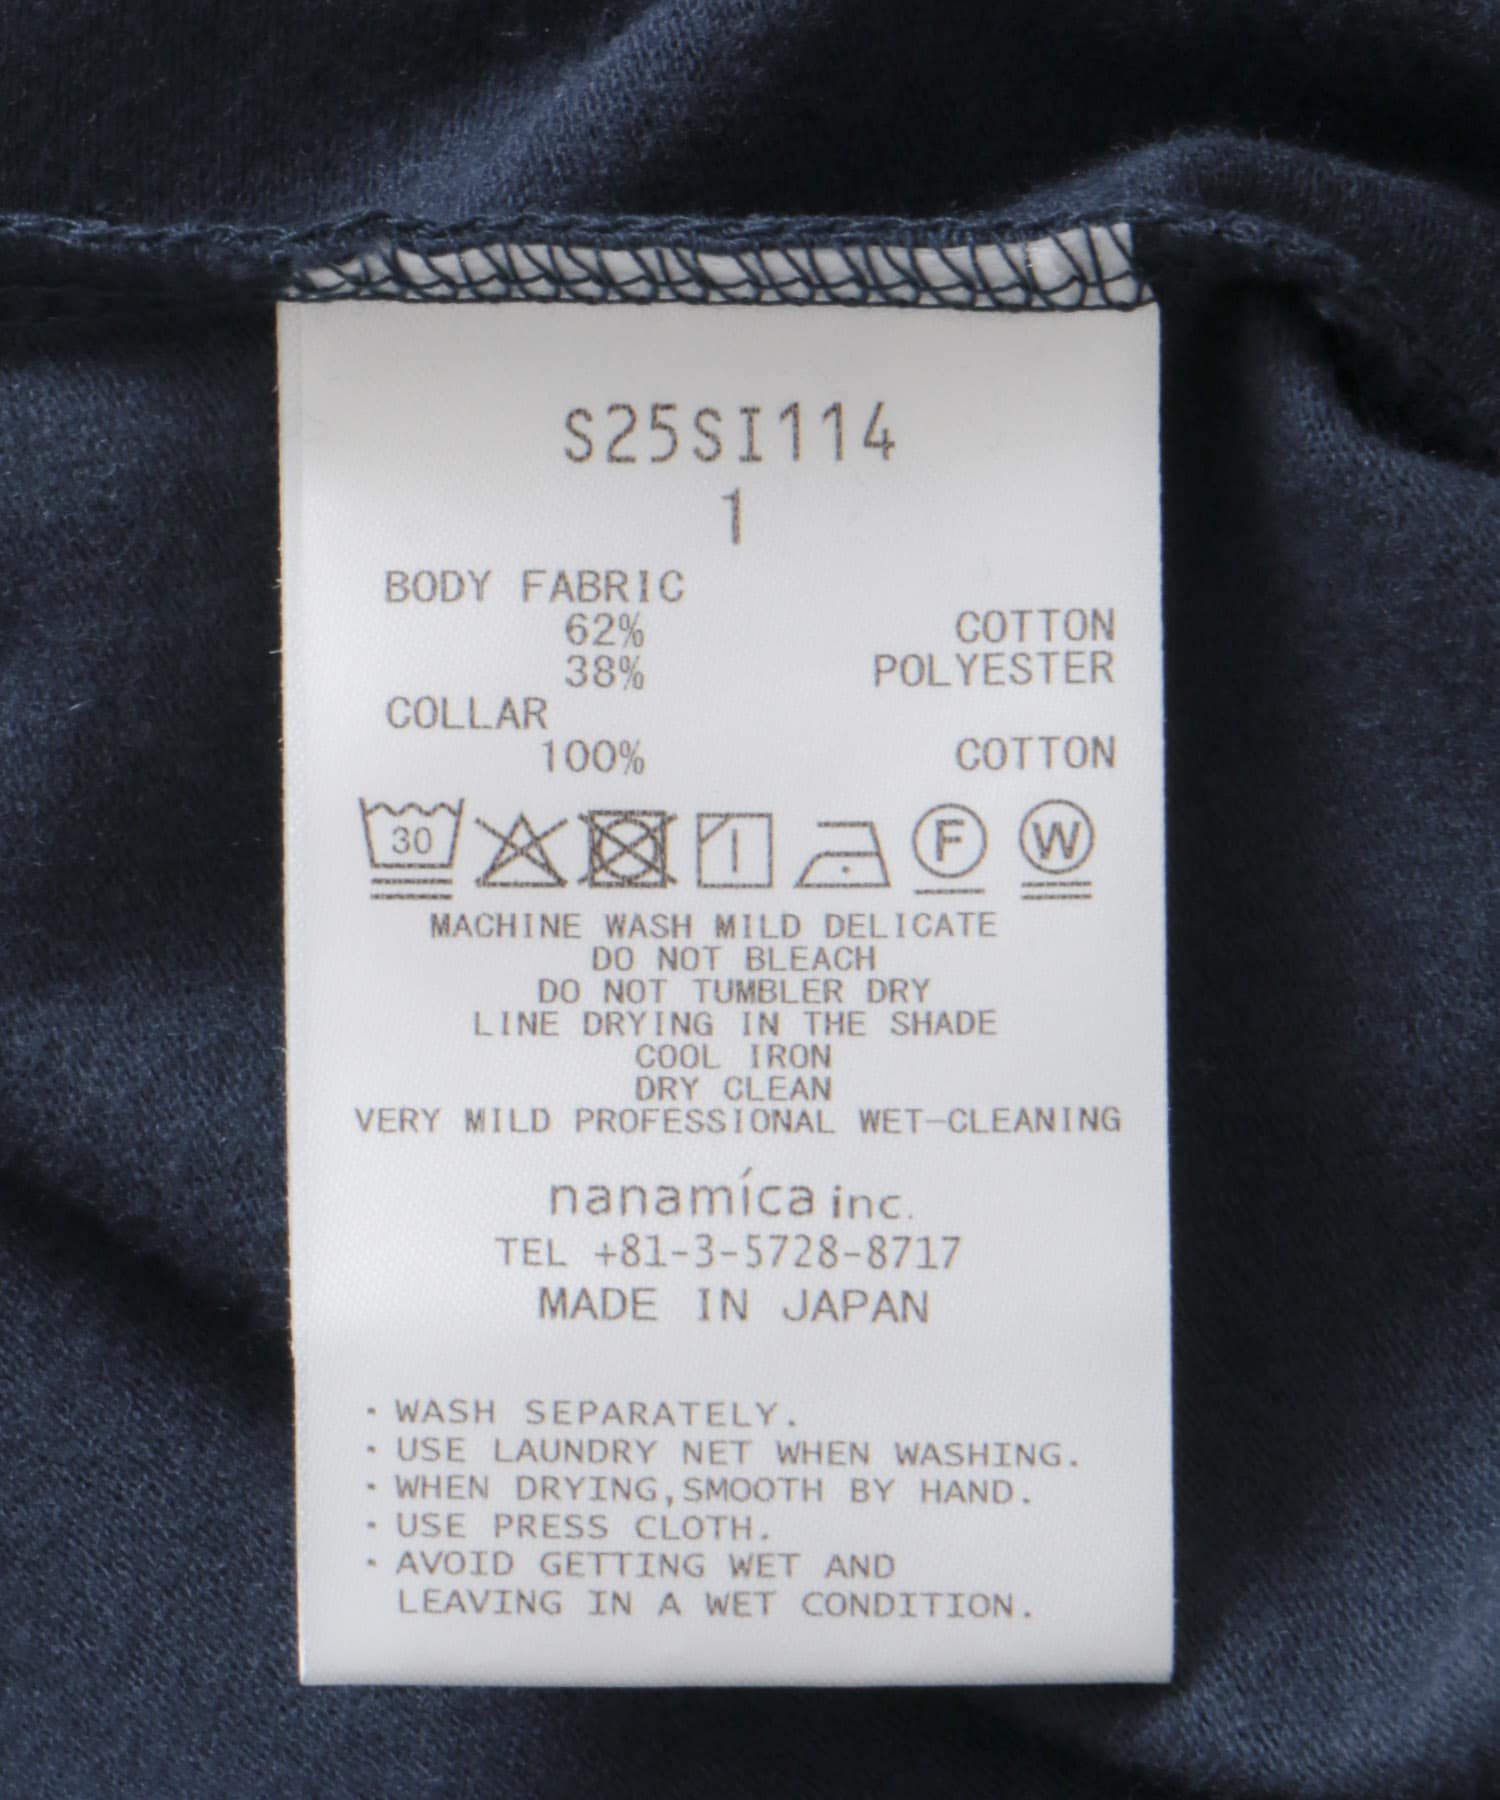 S25SI114
1
BODY FABRIC
62% COTTON
38% POLYESTER
COLLAR
100% COTTON
30 F W
MACHINE WASH MILD DELICATE
DO NOT BLEACH
DO NOT TUMBLER DRY
LINE DRYING IN THE SHADE
COOL IRON
DRY CLEAN
VERY MILD PROFESSIONAL WET-CLEANING
nanamíca inc.
TEL +81-3-5728-8717
MADE IN JAPAN
・WASH SEPARATELY.
・USE LAUNDRY NET WHEN WASHING.
・WHEN DRYING,SMOOTH BY HAND.
・USE PRESS CLOTH.
・AVOID GETTING WET AND
LEAVING IN A WET CONDITION.